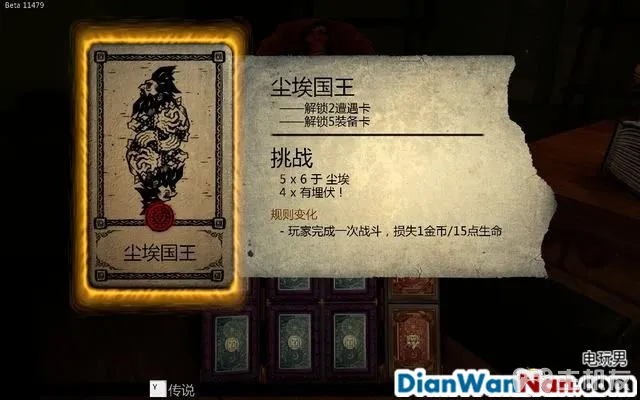 Beta 11479
尘埃国王
——解锁2遭遇卡
——解锁5装备卡
挑战
5 x 6 于 尘埃
4 x 有埋伏！
规则变化
- 玩家完成一次战斗，损失1金币/15点生命
尘埃国王
Y 传说
电玩男
DianWanNan.com